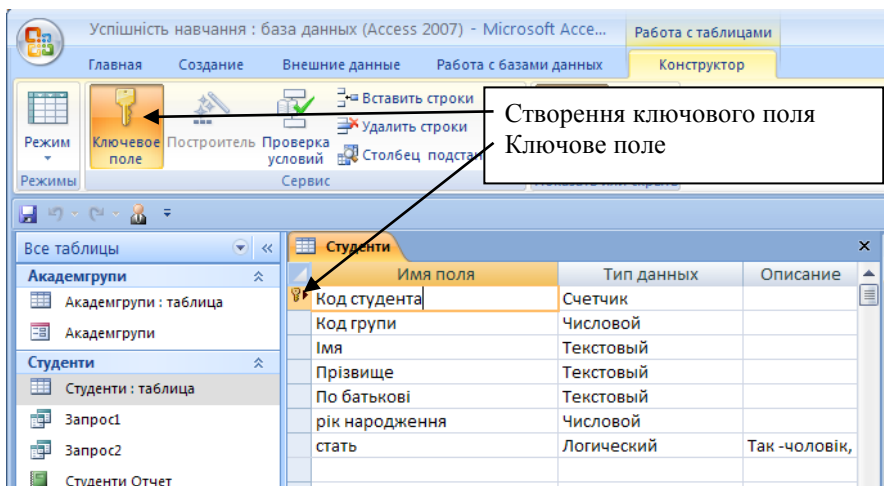 Успішність навчання : база данных (Access 2007) - Microsoft Acce...
Работа с таблицами
Главная Создание Внешние данные Работа с базами данных Конструктор
Режим
Ключевое поле
Построитель
Проверка условий
Вставить строки
Удалить строки
Столбец
Створення ключового поля
Ключове поле
Режимы
Сервис
Все таблицы
Академгрупи
Академгрупи : таблица
Академгрупи
Студенти
Студенти : таблица
Запрос1
Запрос2
Студенти Отчет
Студенти
Имя поля Тип данных Описание
Код студента Счетчик
Код групи Числовой
Імя Текстовый
Прізвище Текстовый
По батькові Текстовый
рік народження Числовой
стать Логический Так -чоловік,